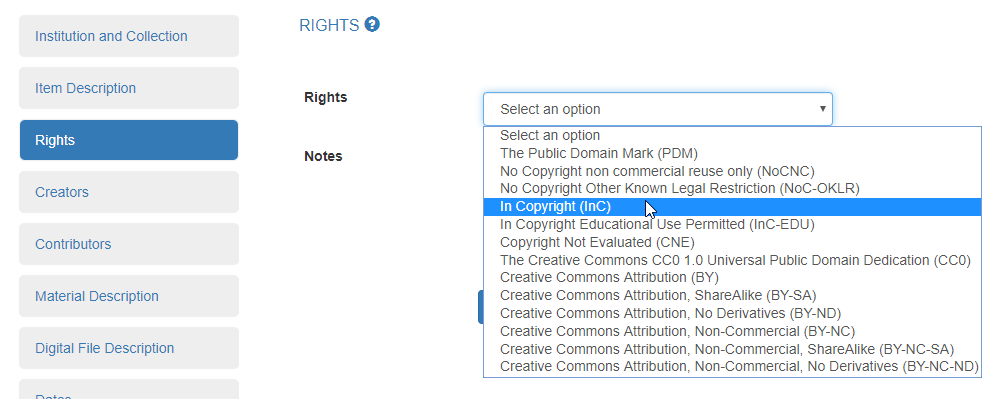 Institution and Collection
Item Description
Rights
Creators
Contributors
Material Description
Digital File Description
Dates
RIGHTS ?
Rights
Select an option
Select an option
The Public Domain Mark (PDM)
No Copyright non commercial reuse only (NoCNC)
No Copyright Other Known Legal Restriction (NoC-OKLR)
In Copyright (InC)
In Copyright Educational Use Permitted (InC-EDU)
Copyright Not Evaluated (CNE)
The Creative Commons CC0 1.0 Universal Public Domain Dedication (CC0)
Creative Commons Attribution (BY)
Creative Commons Attribution, ShareAlike (BY-SA)
Creative Commons Attribution, No Derivatives (BY-ND)
Creative Commons Attribution, Non-Commercial (BY-NC)
Creative Commons Attribution, Non-Commercial, ShareAlike (BY-NC-SA)
Creative Commons Attribution, Non-Commercial, No Derivatives (BY-NC-ND)
Notes